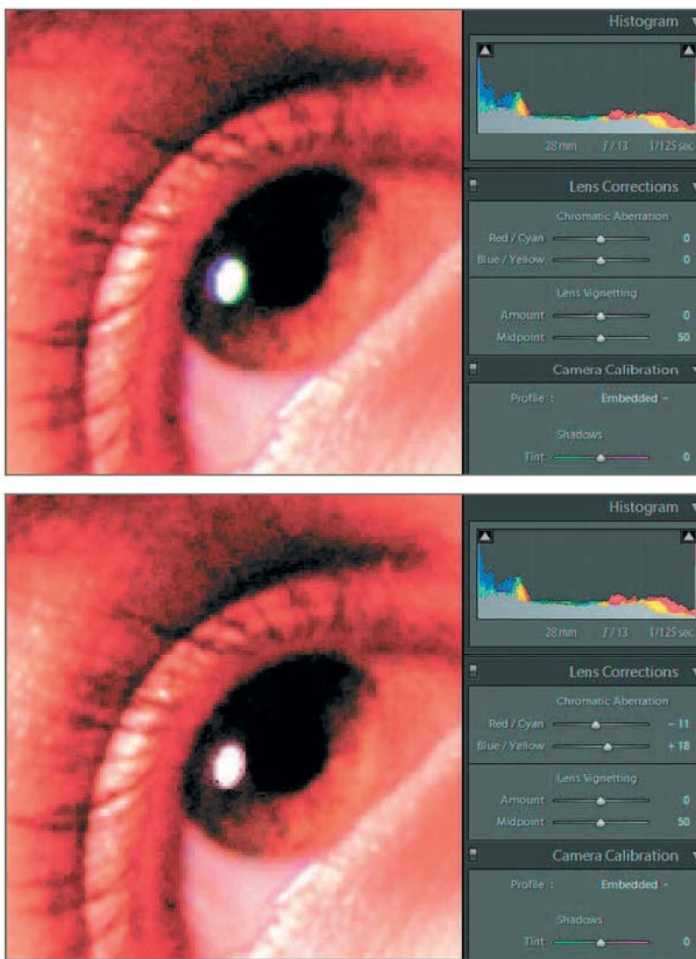 Histogram
28 mm f / 13 1/125 sec
Lens Corrections
Chromatic Aberration
Red / Cyan 0
Blue / Yellow 0
Lens Vignetting
Amount 0
Midpoint 50
Camera Calibration
Profile : Embedded
Shadows
Tint 0
Histogram
28 mm f / 13 1/125 sec
Lens Corrections
Chromatic Aberration
Red / Cyan – 11
Blue / Yellow + 18
Lens Vignetting
Amount 0
Midpoint 50
Camera Calibration
Profile : Embedded
Shadows
Tint 0